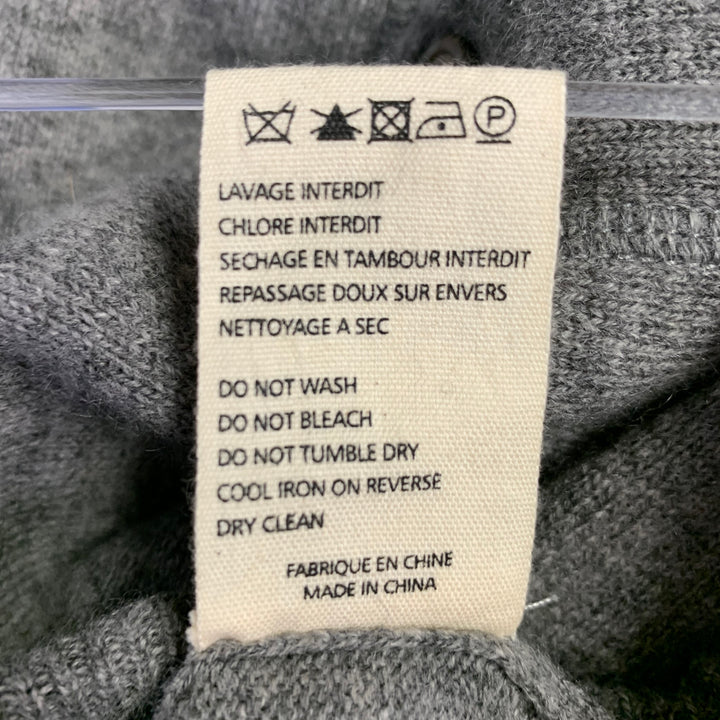 P
LAVAGE INTERDIT
CHLORE INTERDIT
SECHAGE EN TAMBOUR INTERDIT
REPASSAGE DOUX SUR ENVERS
NETTOYAGE A SEC
DO NOT WASH
DO NOT BLEACH
DO NOT TUMBLE DRY
COOL IRON ON REVERSE
DRY CLEAN
FABRIQUE EN CHINE
MADE IN CHINA